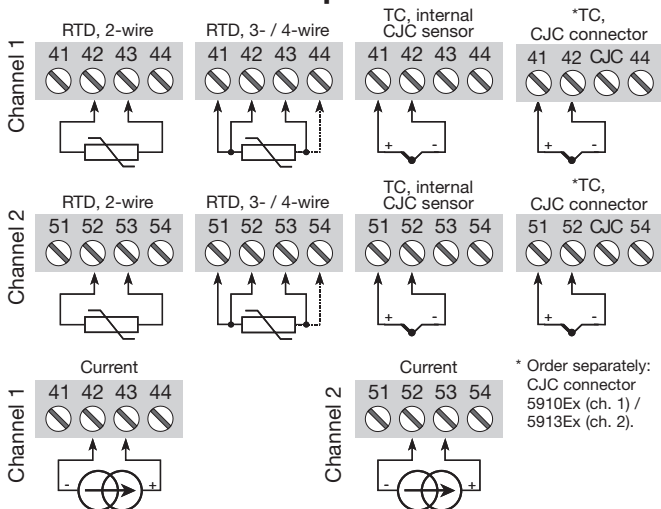 RTD, 2-wire
41 42 43 44
RTD, 3- / 4-wire
41 42 43 44
TC, internal
CJC sensor
41 42 43 44
+ -
*TC,
CJC connector
41 42 CJC 44
+ -
Channel 1
RTD, 2-wire
51 52 53 54
RTD, 3- / 4-wire
51 52 53 54
TC, internal
CJC sensor
51 52 53 54
+ -
*TC,
CJC connector
51 52 CJC 54
+ -
Channel 2
Current
41 42 43 44
- +
Channel 1
Current
51 52 53 54
- +
Channel 2
* Order separately:
CJC connector
5910Ex (ch. 1) /
5913Ex (ch. 2).